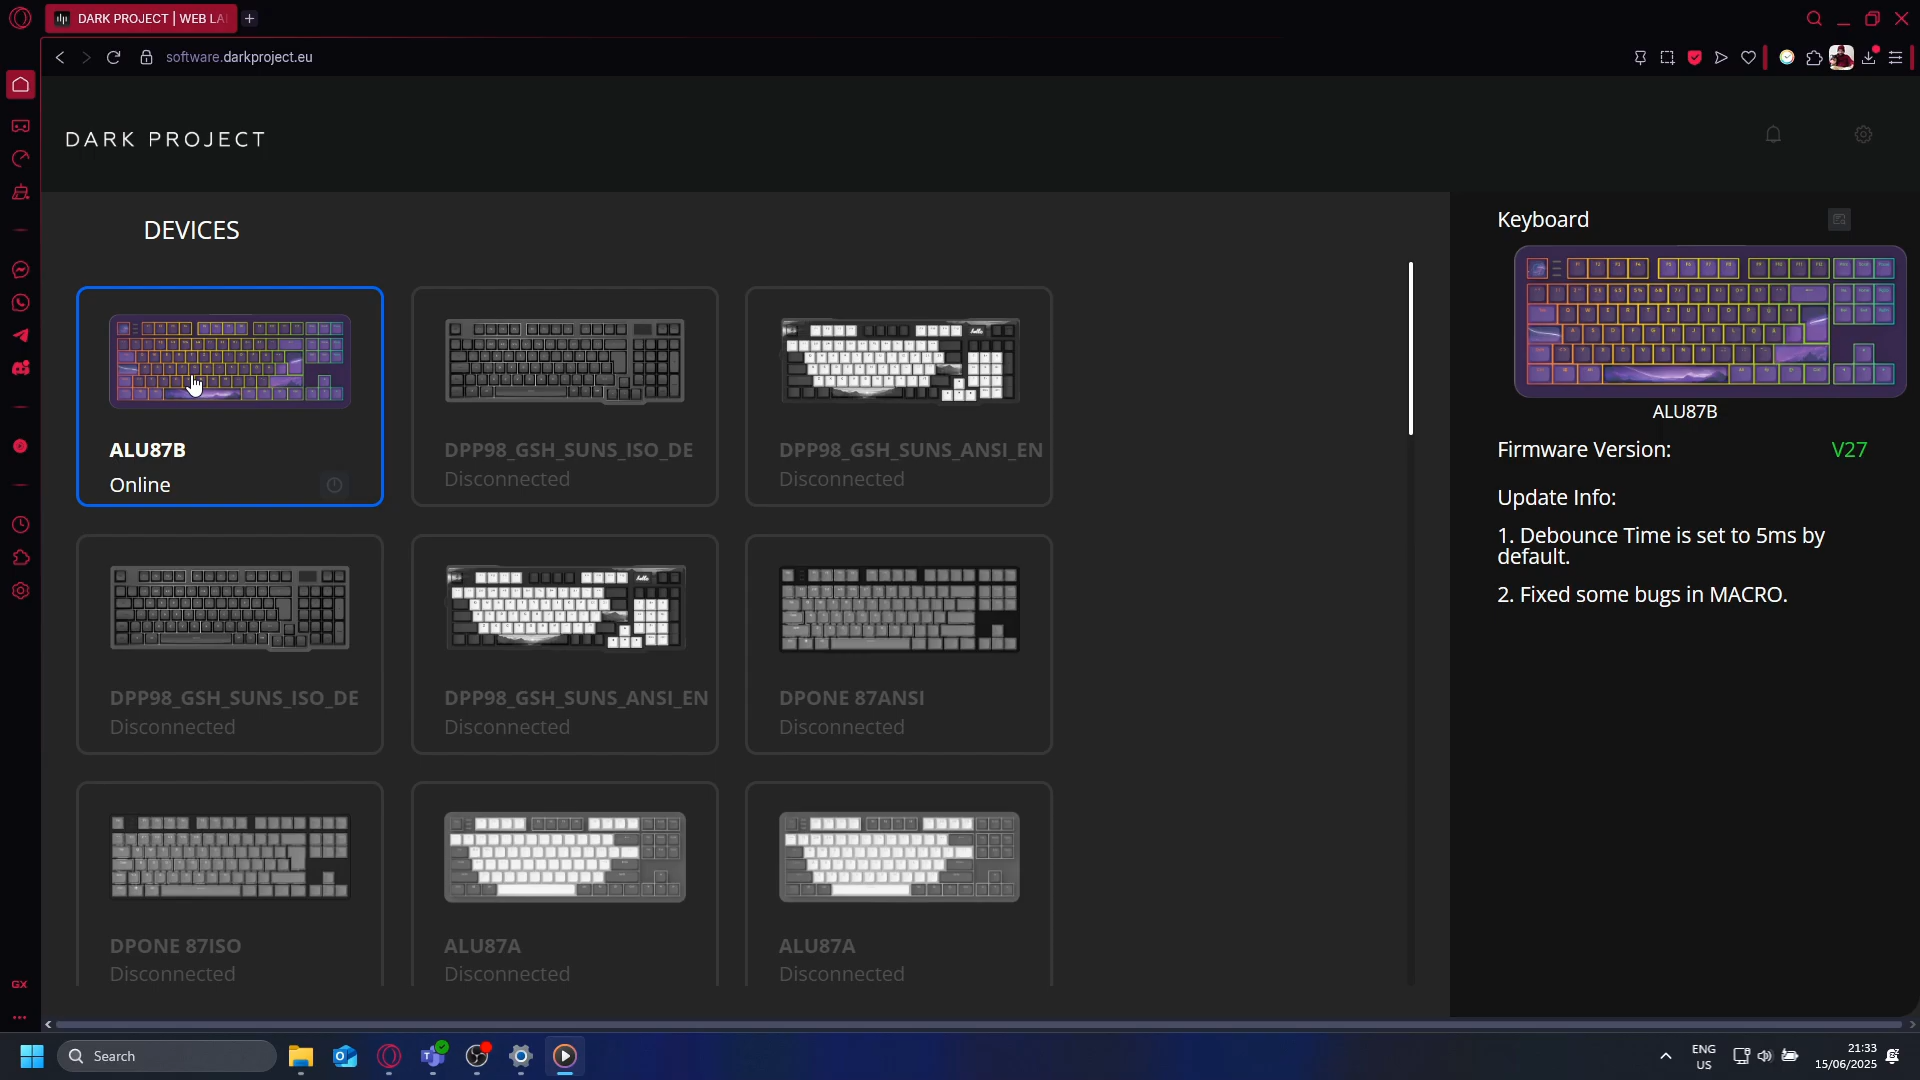 DARK PROJECT | WEB LA
software.darkproject.eu
DARK PROJECT
DEVICES
ALU87B
Online
DPP98_GSH_SUNS_ISO_DE
Disconnected
DPP98_GSH_SUNS_ANSI_EN
Disconnected
DPP98_GSH_SUNS_ISO_DE
Disconnected
DPP98_GSH_SUNS_ANSI_EN
Disconnected
DPONE 87ANSI
Disconnected
DPONE 87ISO
Disconnected
ALU87A
Disconnected
ALU87A
Disconnected
Keyboard
ALU87B
Firmware Version: V27
Update Info:
1. Debounce Time is set to 5ms by
default.
2. Fixed some bugs in MACRO.
GX
Search
ENG
US
21:33
15/06/2025